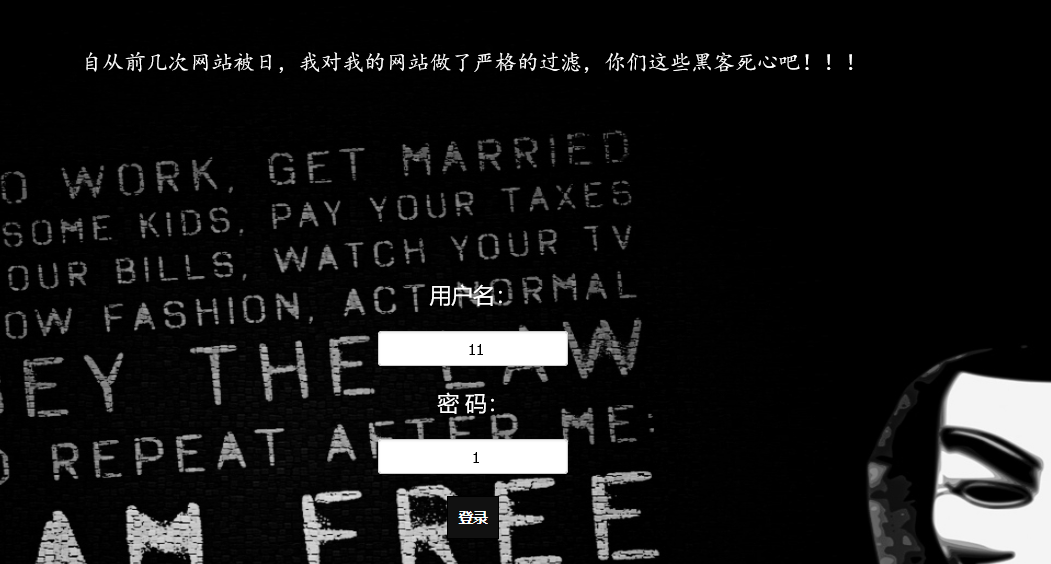 自从前几次网站被日，我对我的网站做了严格的过滤，你们这些黑客死心吧！！！
O WORK, GET MARRIED
SOME KIDS, PAY YOUR TAXES
OUR BILLS, WATCH YOUR TV
OW FASHION, ACT NORMAL
用户名：
EY THE LAW
11
密 码：
REPEAT AFTER ME:
1
AM FREE
登录